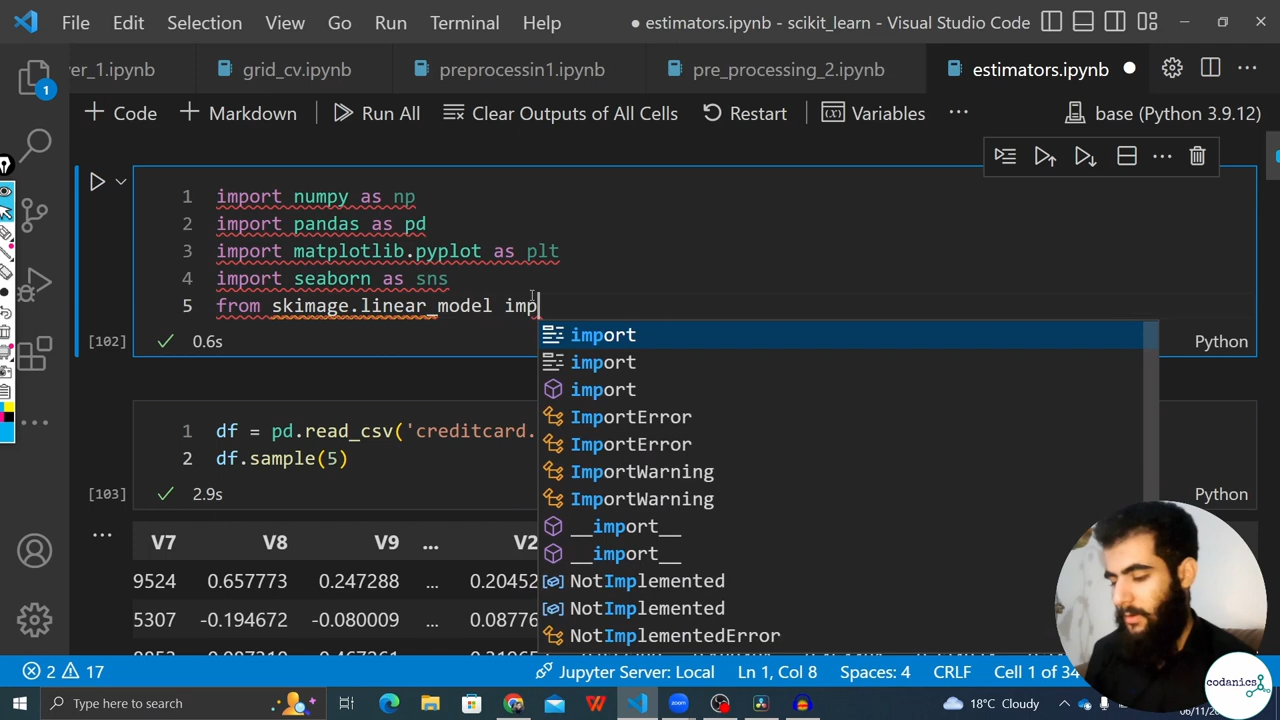 File Edit Selection View Go Run Terminal Help
● estimators.ipynb - scikit_learn - Visual Studio Code
er_1.ipynb grid_cv.ipynb preprocessin1.ipynb pre_processing_2.ipynb estimators.ipynb
1
+ Code + Markdown Run All Clear Outputs of All Cells Restart Variables ... base (Python 3.9.12)
1 import numpy as np
2 import pandas as pd
3 import matplotlib.pyplot as plt
4 import seaborn as sns
5 from skimage.linear_model imp
[102] 0.6s Python
import
import
import
ImportError
ImportError
ImportWarning
ImportWarning
__import__
__import__
NotImplemented
NotImplemented
NotImplementedError
1 df = pd.read_csv('creditcard.
2 df.sample(5)
[103] 2.9s Python
... V7 V8 V9 ... V2
9524 0.657773 0.247288 ... 0.20452
5307 -0.194672 -0.080009 ... 0.08776
codanics
2 17 Jupyter Server: Local Ln 1, Col 8 Spaces: 4 CRLF Cell 1 of 34
Type here to search 18°C Cloudy 06/11/